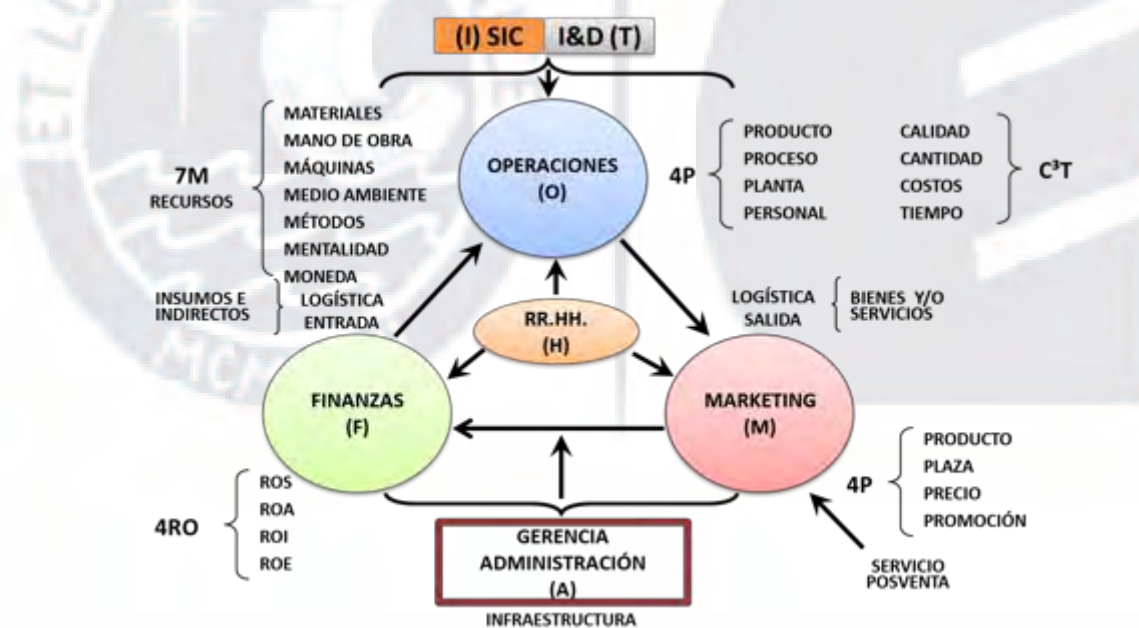 (I) SIC I&D (T)
7M
RECURSOS
MATERIALES
MANO DE OBRA
MÁQUINAS
MEDIO AMBIENTE
MÉTODOS
MENTALIDAD
MONEDA
OPERACIONES
(O)
4P
PRODUCTO
PROCESO
PLANTA
PERSONAL
CALIDAD
CANTIDAD
COSTOS
TIEMPO
C³T
INSUMOS E
INDIRECTOS
LOGÍSTICA
ENTRADA
RR.HH.
(H)
LOGÍSTICA
SALIDA
BIENES Y/O
SERVICIOS
FINANZAS
(F)
MARKETING
(M)
4RO
ROS
ROA
ROI
ROE
GERENCIA
ADMINISTRACIÓN
(A)
INFRAESTRUCTURA
4P
PRODUCTO
PLAZA
PRECIO
PROMOCIÓN
SERVICIO
POSVENTA
ET